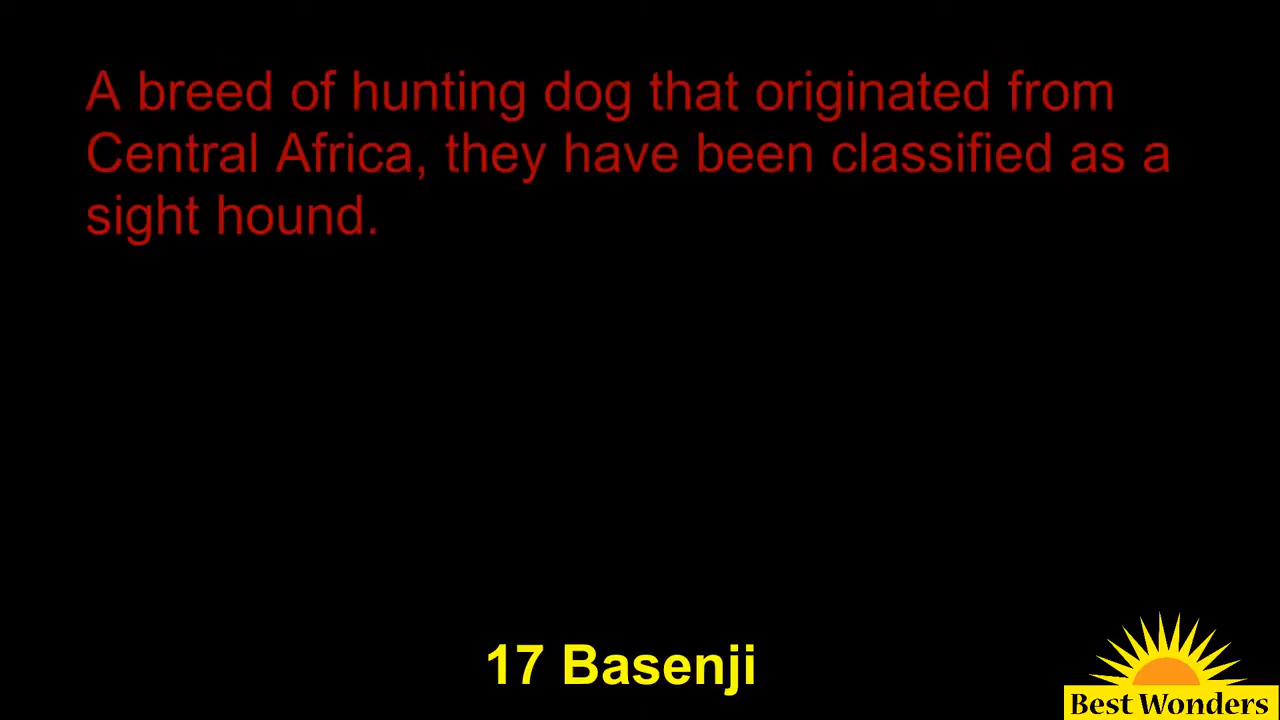 A breed of hunting dog that originated from
Central Africa, they have been classified as a
sight hound.
17 Basenji
Best Wonders